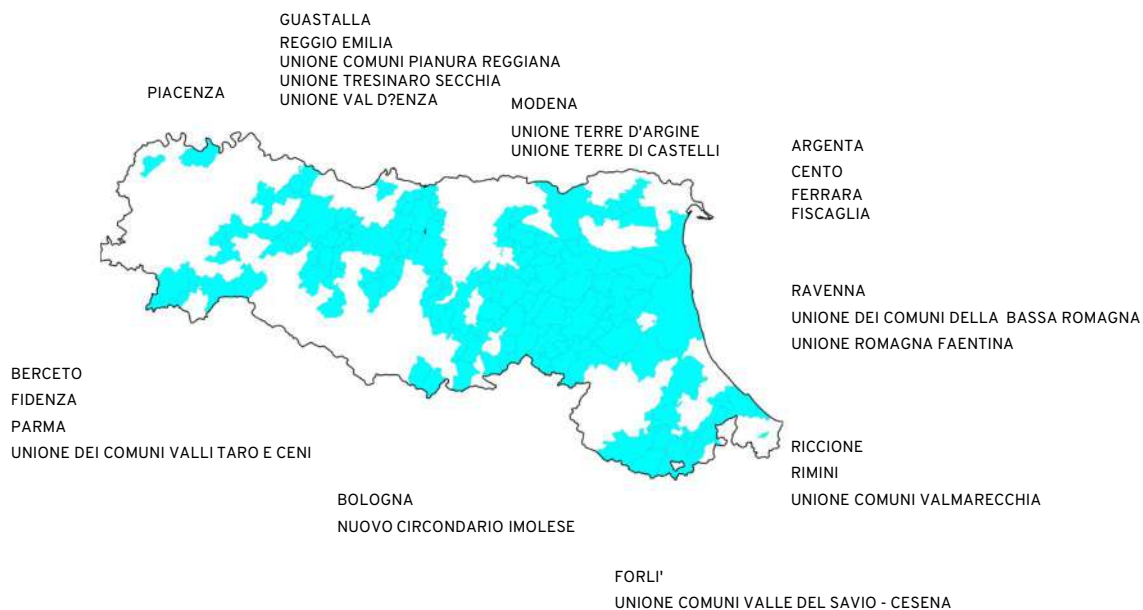 GUASTALLA
REGGIO EMILIA
UNIONE COMUNI PIANURA REGGIANA
UNIONE TRESINARO SECCHIA
UNIONE VAL D?ENZA
PIACENZA
MODENA
UNIONE TERRE D'ARGINE
UNIONE TERRE DI CASTELLI
ARGENTA
CENTO
FERRARA
FISCAGLIA
RAVENNA
UNIONE DEI COMUNI DELLA BASSA ROMAGNA
UNIONE ROMAGNA FAENTINA
BERCETO
FIDENZA
PARMA
UNIONE DEI COMUNI VALLI TARO E CENI
RICCIONE
RIMINI
UNIONE COMUNI VALMARECCHIA
BOLOGNA
NUOVO CIRCONDARIO IMOLESE
FORLI'
UNIONE COMUNI VALLE DEL SAVIO - CESENA